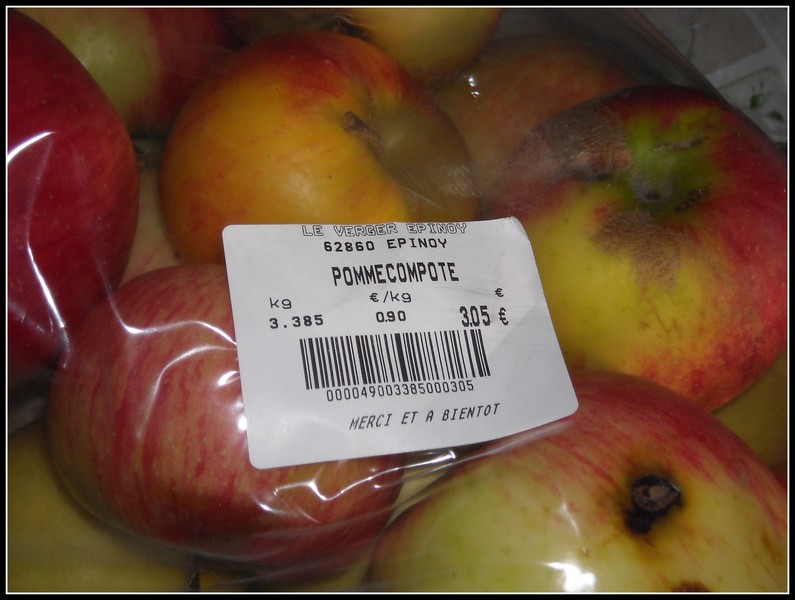 LE VERGER EPINOY
62860 EPINOY
POMMECOMPOTE
kg €/kg €
3.385 0.90 3.05 €
0000490033850000305
MERCI ET A BIENTOT